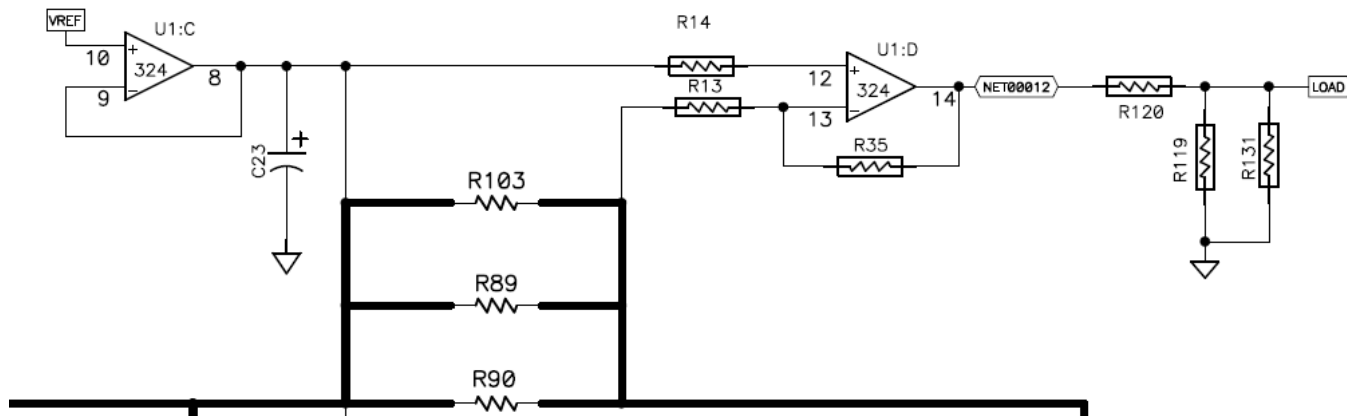 VREF
U1:C
10
+
324
8
9
−
C23
+
R14
R13
U1:D
12
+
324
14
13
−
R35
NET00012
R120
LOAD
R119
R131
R103
R89
R90